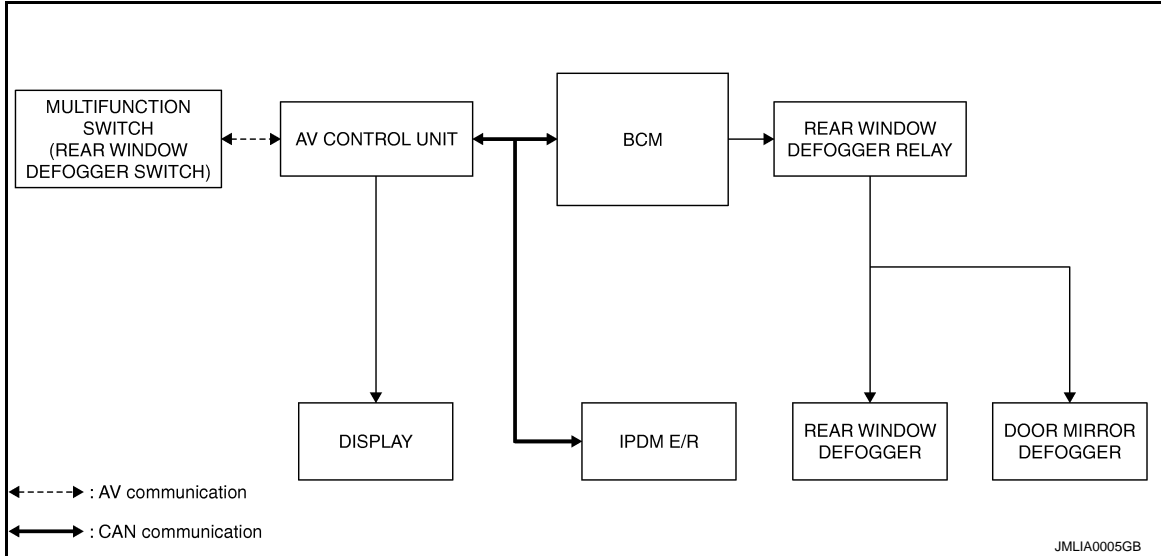 MULTIFUNCTION
SWITCH
(REAR WINDOW
DEFOGGER SWITCH)
AV CONTROL UNIT
BCM
REAR WINDOW
DEFOGGER RELAY
DISPLAY
IPDM E/R
REAR WINDOW
DEFOGGER
DOOR MIRROR
DEFOGGER
: AV communication
: CAN communication
JMLIA0005GB